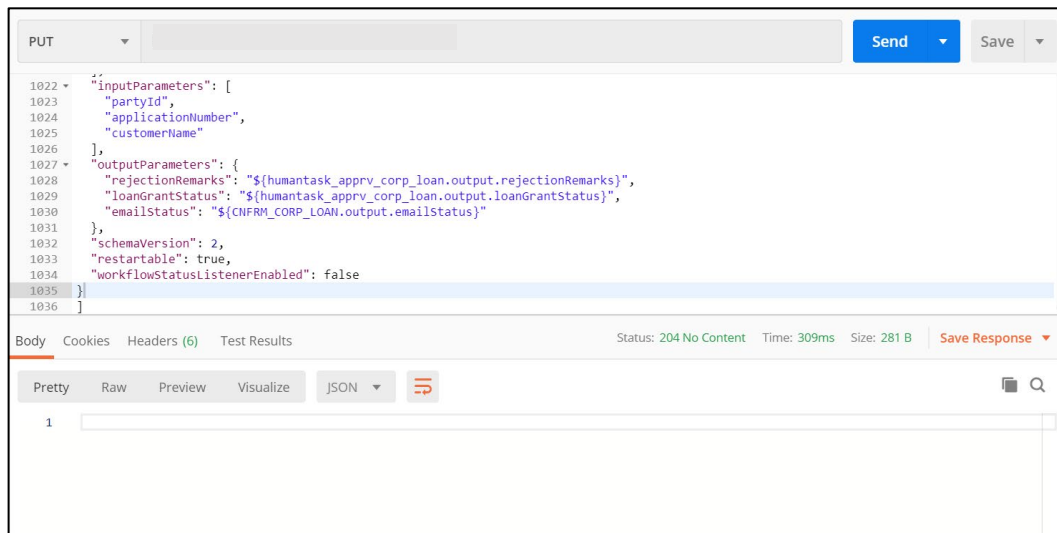 PUT
Send
Save
],
1022 "inputParameters": [
1023 "partyId",
1024 "applicationNumber",
1025 "customerName"
1026 ],
1027 "outputParameters": {
1028 "rejectionRemarks": "${humantask_apprv_corp_loan.output.rejectionRemarks}",
1029 "loanGrantStatus": "${humantask_apprv_corp_loan.output.loanGrantStatus}",
1030 "emailStatus": "${CNFRM_CORP_LOAN.output.emailStatus}"
1031 },
1032 "schemaVersion": 2,
1033 "restartable": true,
1034 "workflowStatusListenerEnabled": false
1035 }
1036 ]
Body Cookies Headers (6) Test Results Status: 204 No Content Time: 309ms Size: 281 B Save Response
Pretty Raw Preview Visualize JSON
1